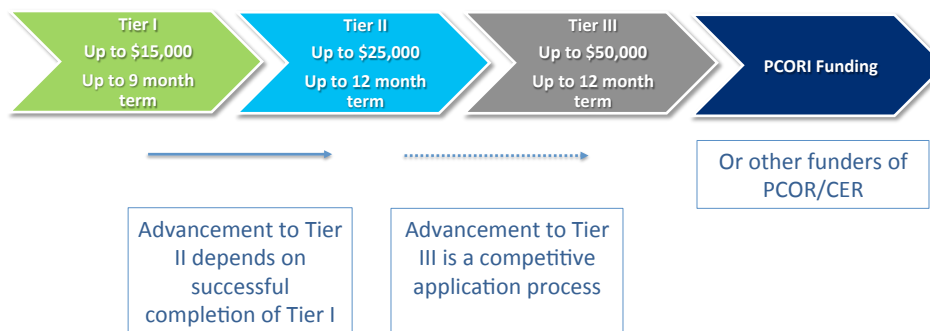 Tier I
Up to $15,000
Up to 9 month
term
Tier II
Up to $25,000
Up to 12 month
term
Tier III
Up to $50,000
Up to 12 month
term
PCORI Funding
Or other funders of
PCOR/CER
Advancement to Tier
II depends on
successful
completion of Tier I
Advancement to Tier
III is a competitive
application process